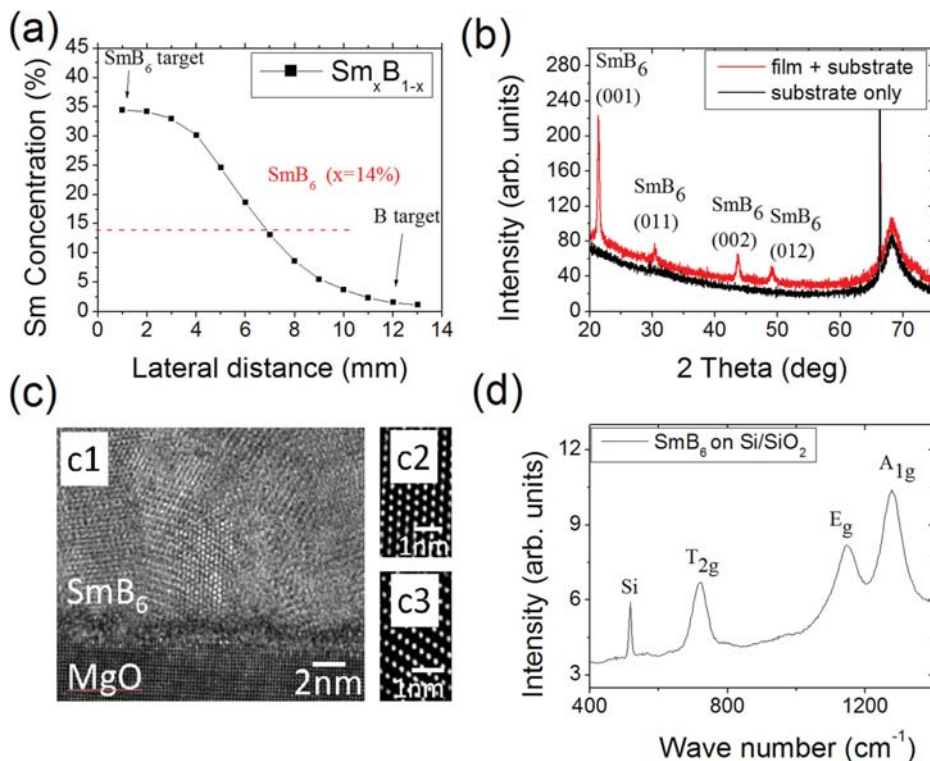 (a)
45
40
35
30
25
20
15
10
5
0
Sm Concentration (%)
SmB₆ target
SmₓB₁₋ₓ
SmB₆ (x=14%)
B target
0 2 4 6 8 10 12 14
Lateral distance (mm)
(b)
280
240
200
160
120
80
40
0
Intensity (arb. units)
SmB₆
(001)
film + substrate
substrate only
SmB₆
(011)
SmB₆
(002)
SmB₆
(012)
20 30 40 50 60 70
2 Theta (deg)
(c)
c1
SmB₆
MgO
2nm
c2
1nm
c3
1nm
(d)
12
9
6
3
Intensity (arb. units)
SmB₆ on Si/SiO₂
Si
T₂g
Eg
A₁g
400 800 1200
Wave number (cm⁻¹)